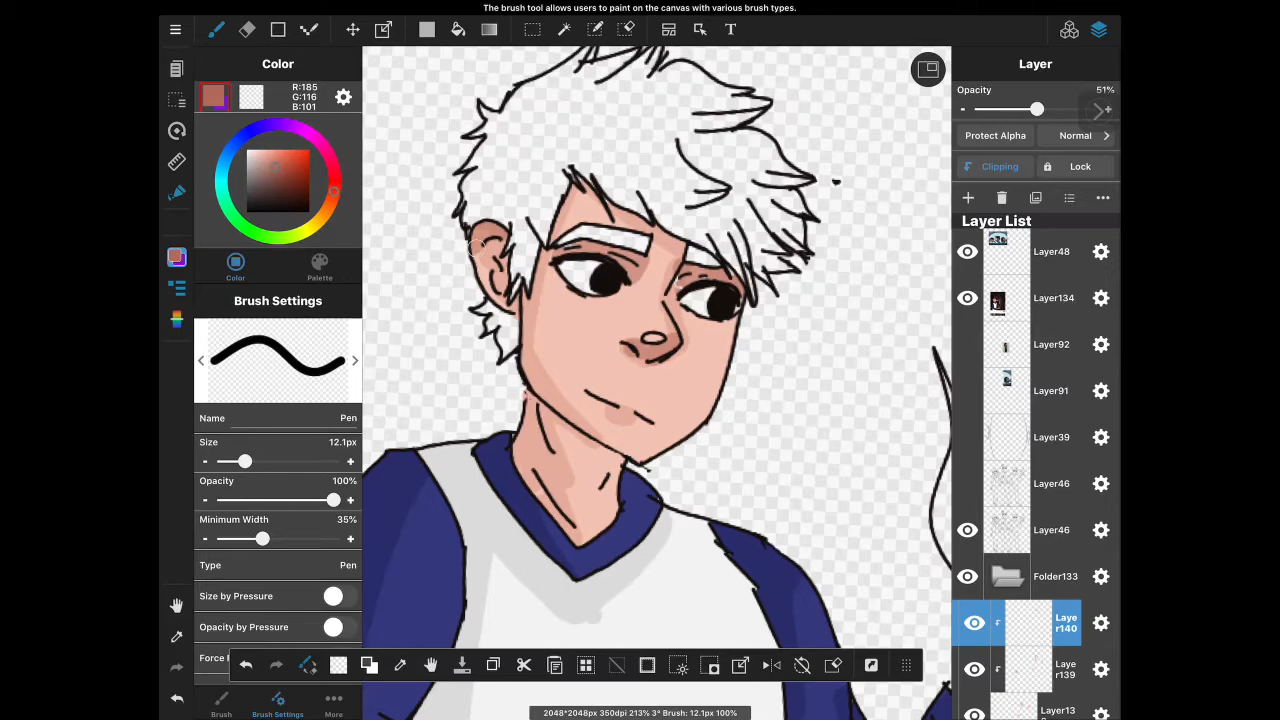 The brush tool allows users to paint on the canvas with various brush types.
T
Color
R:185
G:116
B:101
Color
Palette
Brush Settings
Name
Pen
Size
12.1px
-
+
Opacity
100%
-
+
Minimum Width
35%
-
+
Type
Pen
Size by Pressure
Opacity by Pressure
Force
Brush
Brush Settings
More
2048*2048px 350dpi 213% 3° Brush: 12.1px 100%
Layer
Opacity
51%
-
+
Protect Alpha
Normal
Clipping
Lock
Layer List
Layer48
Layer134
Layer92
Layer91
Layer39
Layer46
Layer46
Folder133
Laye
r140
Laye
r139
Layer13